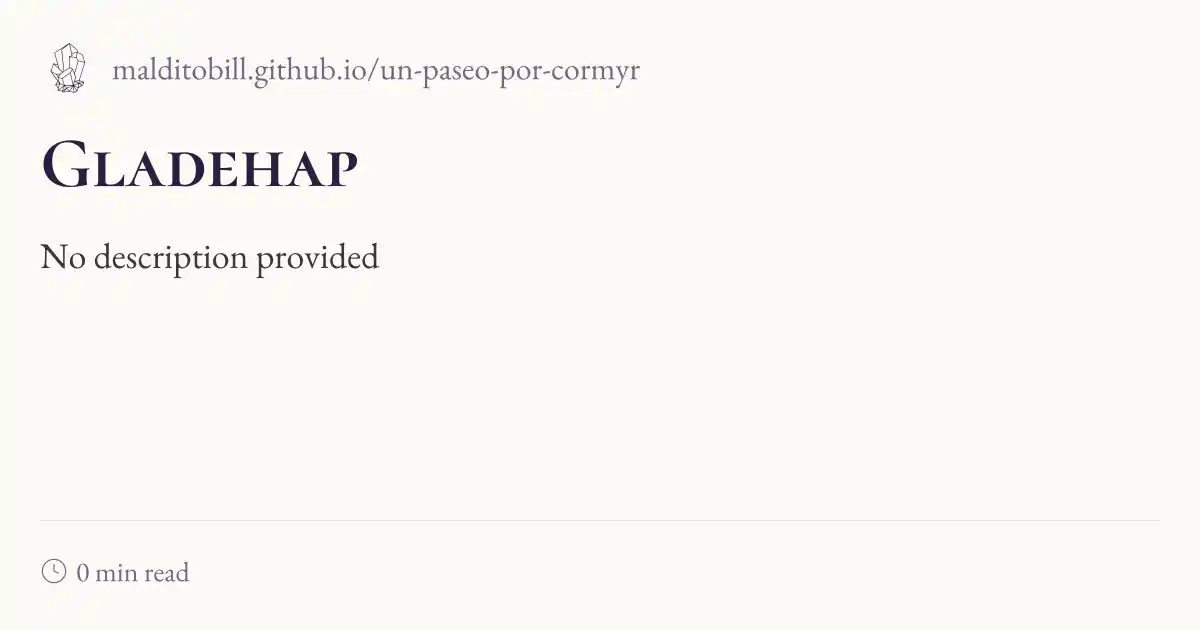 malditobill.github.io/un-paseo-por-cormyr
Gladehap
No description provided
0 min read